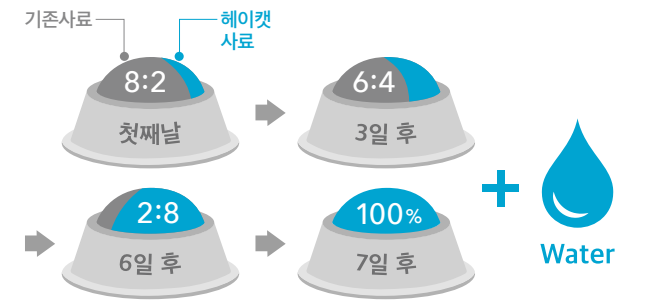 기존사료
헤이캣
사료
8:2
첫째날
6:4
3일 후
2:8
6일 후
100%
7일 후
Water